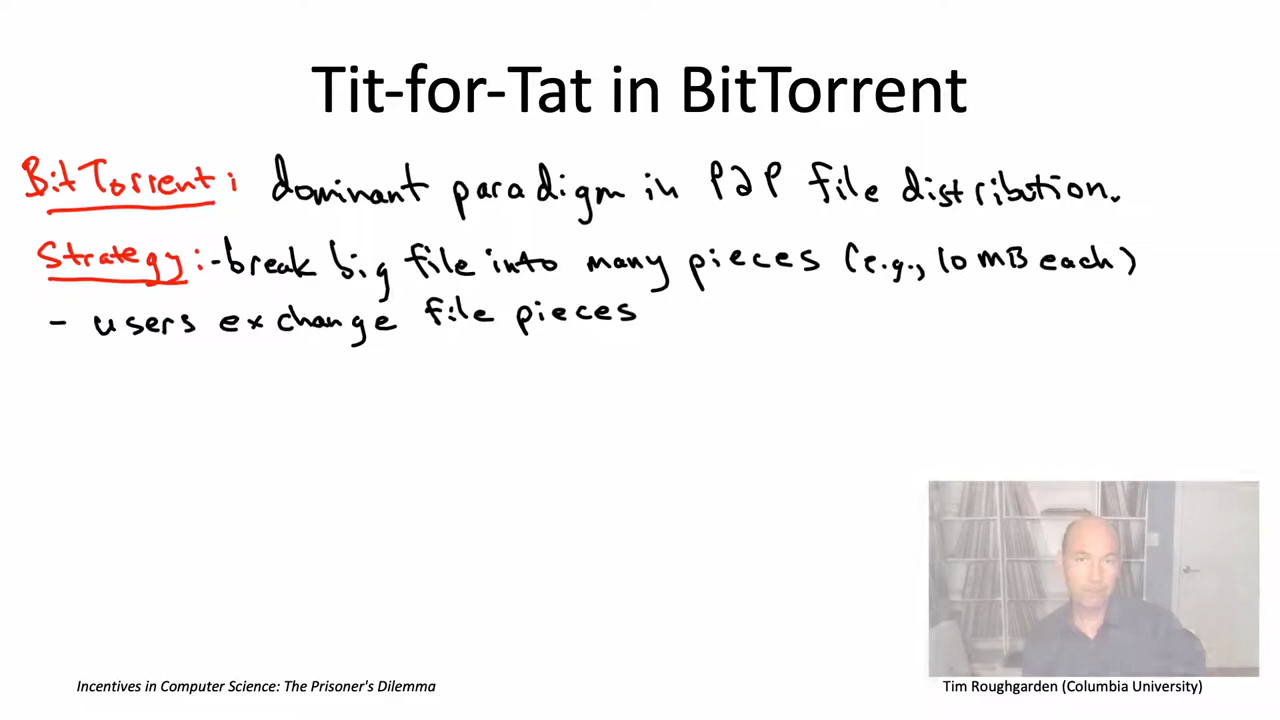 Tit-for-Tat in BitTorrent
BitTorrent: dominant paradigm in P2P file distribution.
Strategy: -break big file into many pieces (e.g., 10MB each)
- users exchange file pieces
Incentives in Computer Science: The Prisoner's Dilemma
Tim Roughgarden (Columbia University)